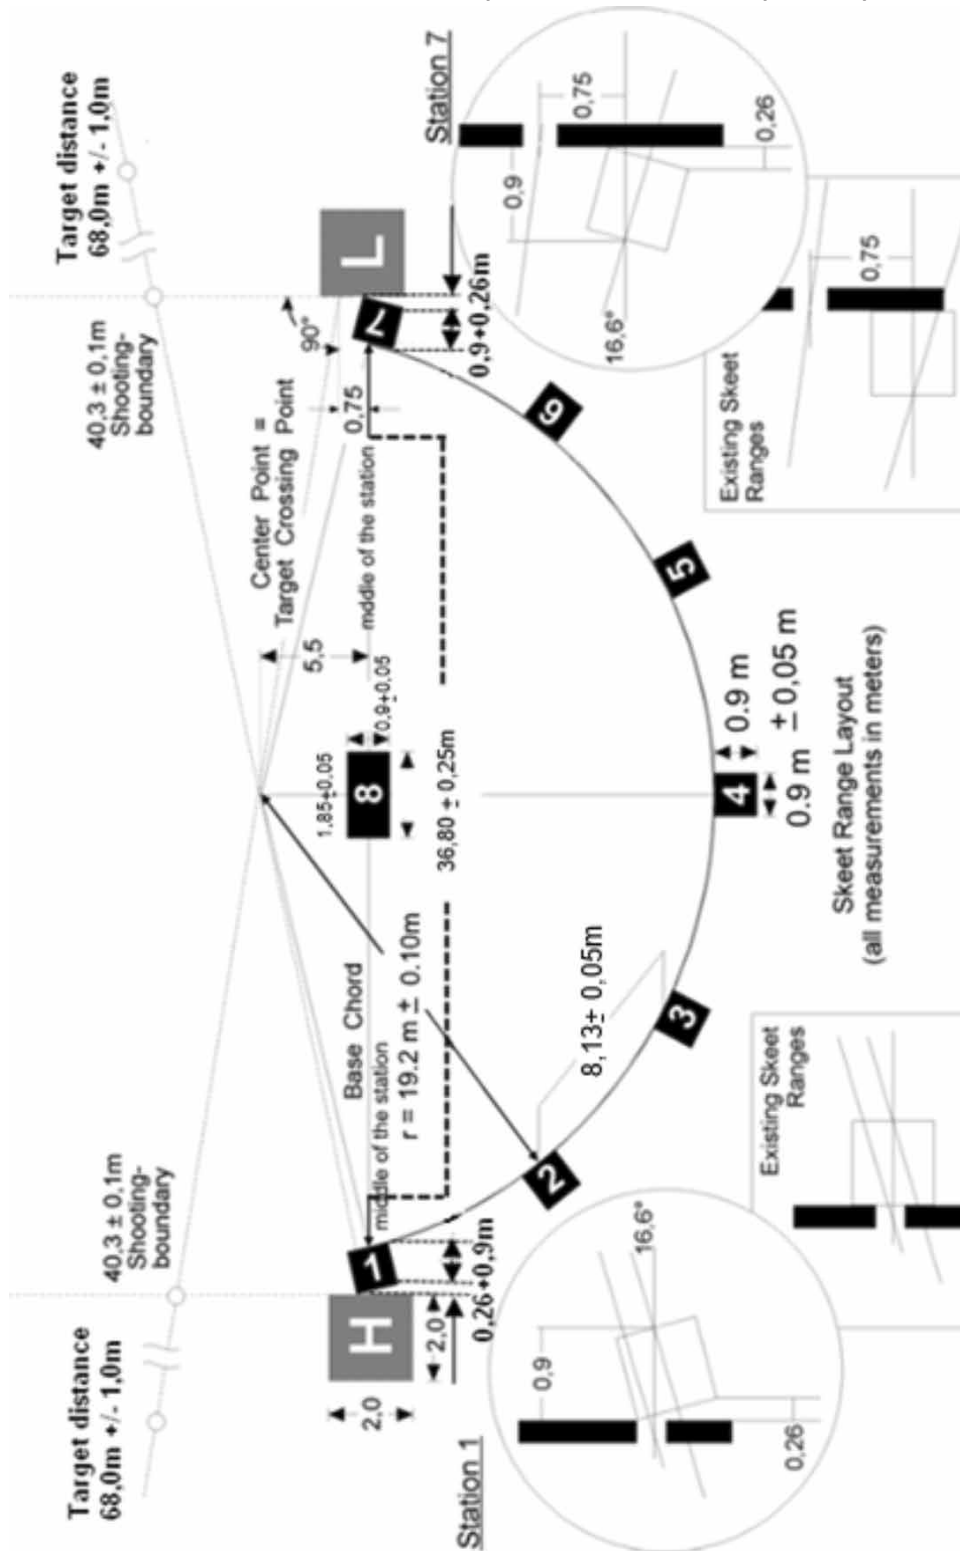 Target distance
68,0m +/- 1,0m
40,3 ± 0,1m
Shooting-
boundary
40,3 ± 0,1m
Shooting-
boundary
Target distance
68,0m +/- 1,0m
Center Point =
Target Crossing Point
90°
5,5
0,75
H
L
2,0
2,0
1
2
3
4
5
6
7
8
1.85±0.05
0.9±0.05
Base Chord
middle of the station
mddle of the station
r = 19.2 m ± 0.10m
36,80 ± 0,25m
8,13± 0,05m
0,26+0,9m
0,9+0,26m
0.9 m
0.9 m ± 0,05 m
Skeet Range Layout
(all measurements in meters)
Station 1
0,9
16,6°
0,26
Existing Skeet
Ranges
Station 7
0,75
0,9
0,26
16,6°
Existing Skeet
Ranges
0,75